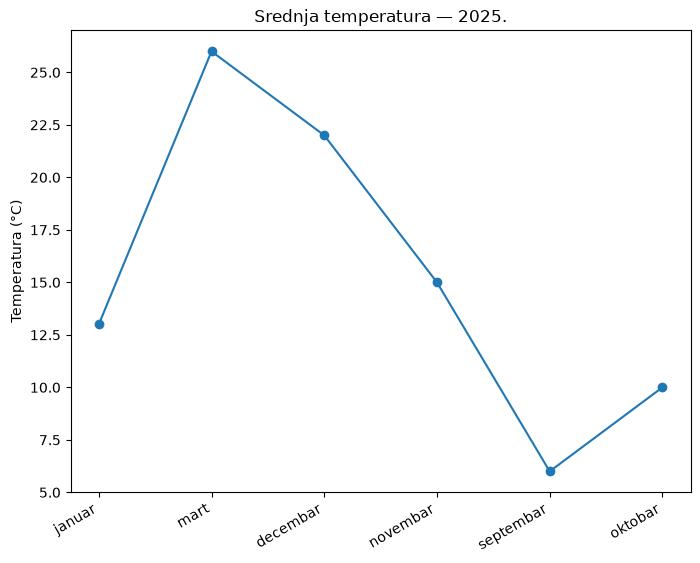 Srednja temperatura — 2025.
Temperatura (°C)
25.0
22.5
20.0
17.5
15.0
12.5
10.0
7.5
5.0
januar
mart
decembar
novembar
septembar
oktobar